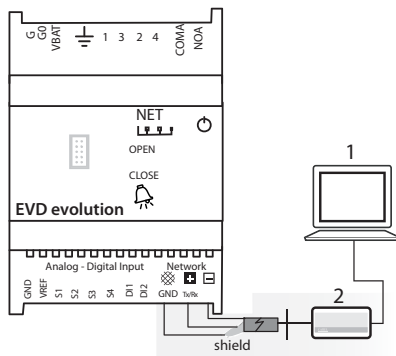 G G0 VBAT 1 3 2 4 COMA NOA
NET
OPEN
CLOSE
EVD evolution
1
Analog - Digital Input Network
GND VREF S1 S2 S3 S4 DI1 DI2 GND Tx/Rx
2
shield